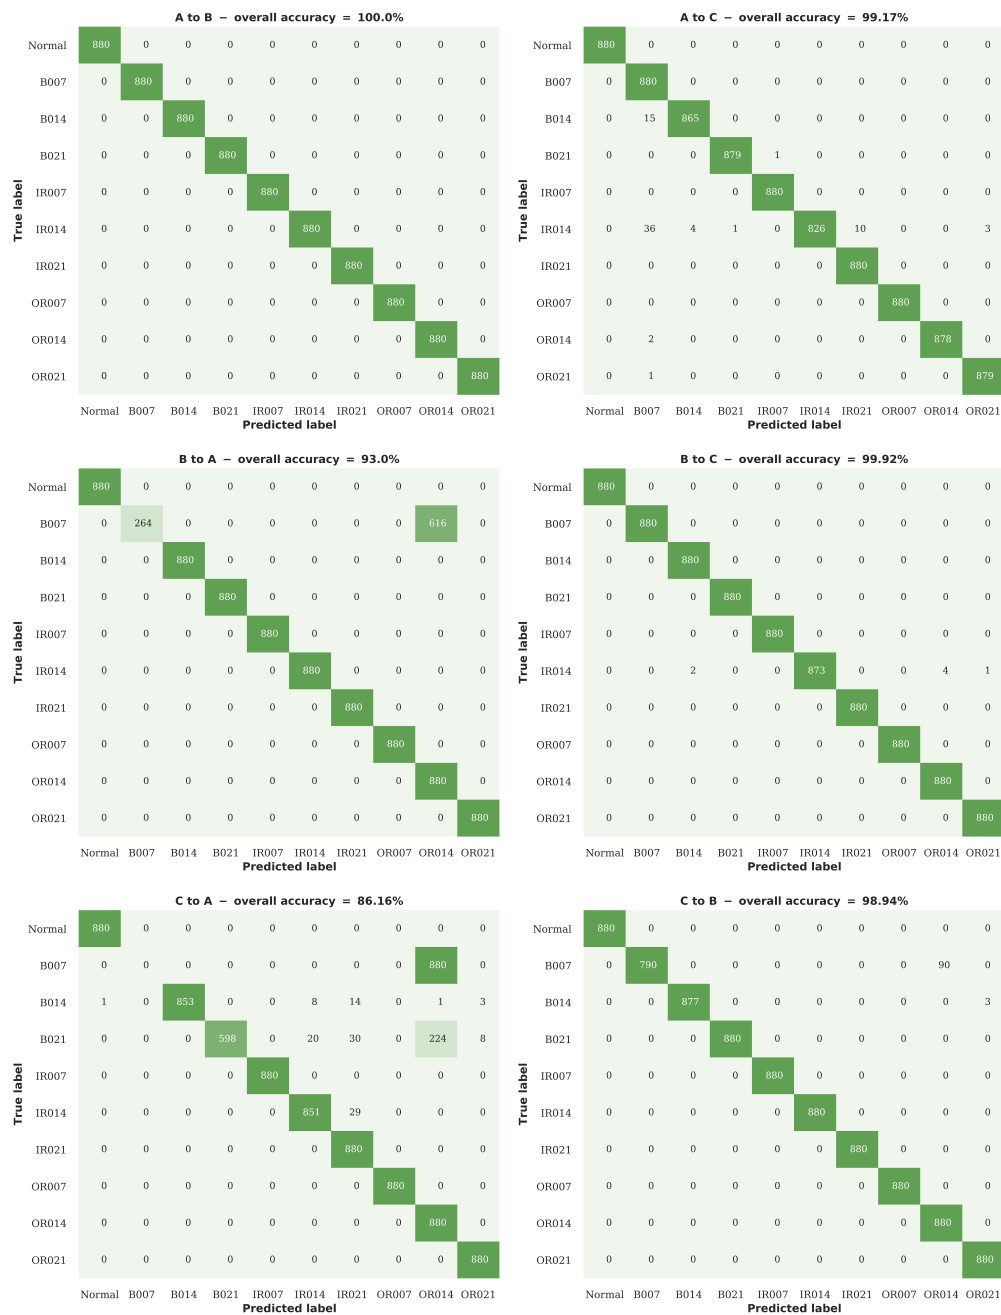 A to B − overall accuracy = 100.0%
True label
Normal 880 0 0 0 0 0 0 0 0 0
B007 0 880 0 0 0 0 0 0 0 0
B014 0 0 880 0 0 0 0 0 0 0
B021 0 0 0 880 0 0 0 0 0 0
IR007 0 0 0 0 880 0 0 0 0 0
IR014 0 0 0 0 0 880 0 0 0 0
IR021 0 0 0 0 0 0 880 0 0 0
OR007 0 0 0 0 0 0 0 880 0 0
OR014 0 0 0 0 0 0 0 0 880 0
OR021 0 0 0 0 0 0 0 0 0 880
Normal B007 B014 B021 IR007 IR014 IR021 OR007 OR014 OR021
Predicted label
A to C − overall accuracy = 99.17%
True label
Normal 880 0 0 0 0 0 0 0 0 0
B007 0 880 0 0 0 0 0 0 0 0
B014 0 15 865 0 0 0 0 0 0 0
B021 0 0 0 879 1 0 0 0 0 0
IR007 0 0 0 0 880 0 0 0 0 0
IR014 0 36 4 1 0 826 10 0 0 3
IR021 0 0 0 0 0 0 880 0 0 0
OR007 0 0 0 0 0 0 0 880 0 0
OR014 0 2 0 0 0 0 0 0 878 0
OR021 0 1 0 0 0 0 0 0 0 879
Normal B007 B014 B021 IR007 IR014 IR021 OR007 OR014 OR021
Predicted label
B to A − overall accuracy = 93.0%
True label
Normal 880 0 0 0 0 0 0 0 0 0
B007 0 264 0 0 0 0 0 0 616 0
B014 0 0 880 0 0 0 0 0 0 0
B021 0 0 0 880 0 0 0 0 0 0
IR007 0 0 0 0 880 0 0 0 0 0
IR014 0 0 0 0 0 880 0 0 0 0
IR021 0 0 0 0 0 0 880 0 0 0
OR007 0 0 0 0 0 0 0 880 0 0
OR014 0 0 0 0 0 0 0 0 880 0
OR021 0 0 0 0 0 0 0 0 0 880
Normal B007 B014 B021 IR007 IR014 IR021 OR007 OR014 OR021
Predicted label
B to C − overall accuracy = 99.92%
True label
Normal 880 0 0 0 0 0 0 0 0 0
B007 0 880 0 0 0 0 0 0 0 0
B014 0 0 880 0 0 0 0 0 0 0
B021 0 0 0 880 0 0 0 0 0 0
IR007 0 0 0 0 880 0 0 0 0 0
IR014 0 0 2 0 0 873 0 0 4 1
IR021 0 0 0 0 0 0 880 0 0 0
OR007 0 0 0 0 0 0 0 880 0 0
OR014 0 0 0 0 0 0 0 0 880 0
OR021 0 0 0 0 0 0 0 0 0 880
Normal B007 B014 B021 IR007 IR014 IR021 OR007 OR014 OR021
Predicted label
C to A − overall accuracy = 86.16%
True label
Normal 880 0 0 0 0 0 0 0 0 0
B007 0 0 0 0 0 0 0 0 880 0
B014 1 0 853 0 0 8 14 0 1 3
B021 0 0 0 598 0 20 30 0 224 8
IR007 0 0 0 0 880 0 0 0 0 0
IR014 0 0 0 0 0 851 29 0 0 0
IR021 0 0 0 0 0 0 880 0 0 0
OR007 0 0 0 0 0 0 0 880 0 0
OR014 0 0 0 0 0 0 0 0 880 0
OR021 0 0 0 0 0 0 0 0 0 880
Normal B007 B014 B021 IR007 IR014 IR021 OR007 OR014 OR021
Predicted label
C to B − overall accuracy = 98.94%
True label
Normal 880 0 0 0 0 0 0 0 0 0
B007 0 790 0 0 0 0 0 0 90 0
B014 0 0 877 0 0 0 0 0 0 3
B021 0 0 0 880 0 0 0 0 0 0
IR007 0 0 0 0 880 0 0 0 0 0
IR014 0 0 0 0 0 880 0 0 0 0
IR021 0 0 0 0 0 0 880 0 0 0
OR007 0 0 0 0 0 0 0 880 0 0
OR014 0 0 0 0 0 0 0 0 880 0
OR021 0 0 0 0 0 0 0 0 0 880
Normal B007 B014 B021 IR007 IR014 IR021 OR007 OR014 OR021
Predicted label